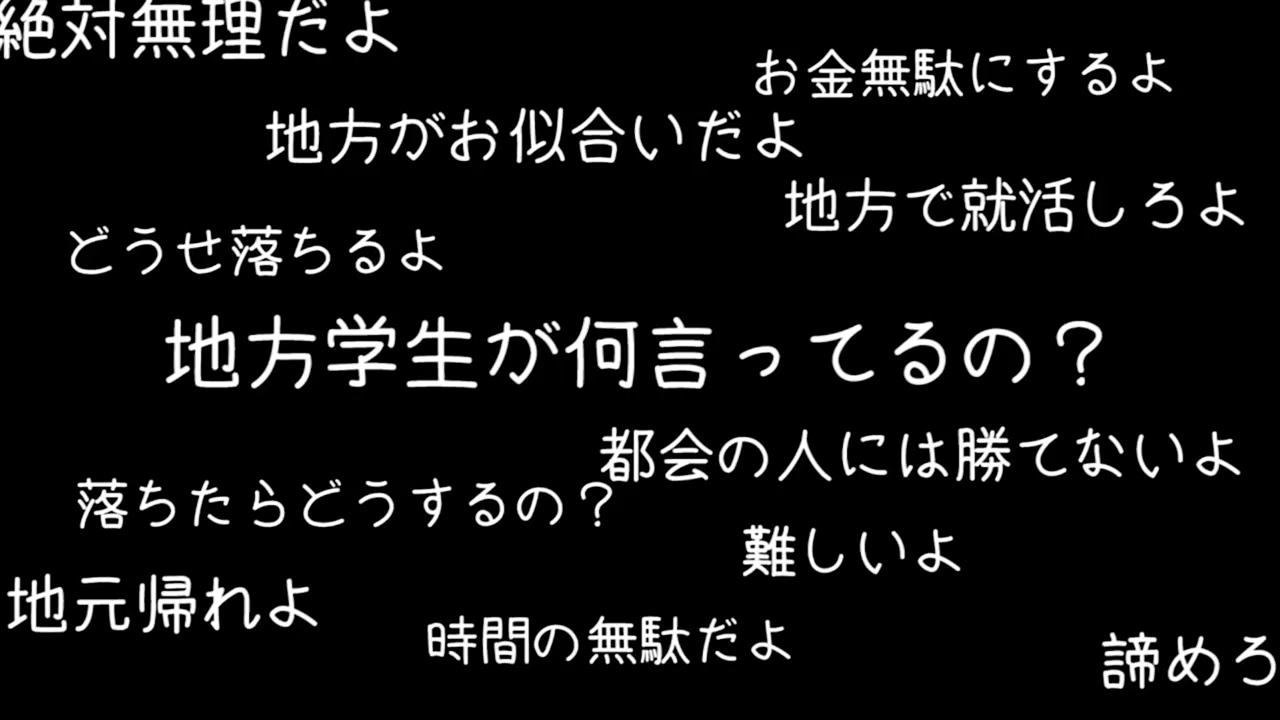 絶対無理だよ
お金無駄にするよ
地方がお似合いだよ
地方で就活しろよ
どうせ落ちるよ
地方学生が何言ってるの？
都会の人には勝てないよ
落ちたらどうするの？
難しいよ
地元帰れよ
時間の無駄だよ
諦めろ